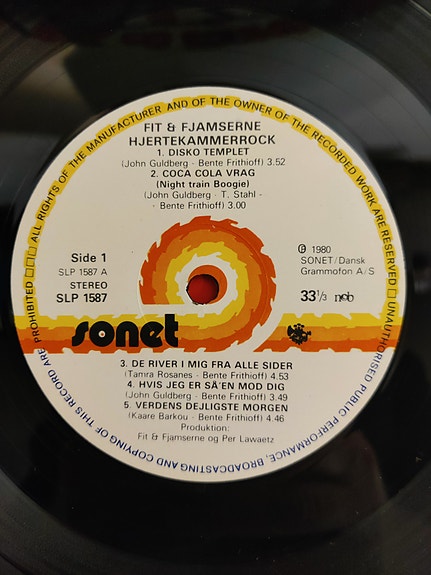 ALL RIGHTS OF THE MANUFACTURER AND OF THE OWNER OF THE RECORDED WORK ARE RESERVED □ □ UNAUTHORISED PUBLIC PERFORMANCE, BROADCASTING AND COPYING OF THIS RECORD ARE PROHIBITED □ □
FIT & FJAMSERNE
HJERTEKAMMERROCK
1. DISKO TEMPLET
(John Guldberg - Bente Frithioff) 3.52
2. COCA COLA VRAG
(Night train Boogie)
(John Guldberg - T. Stahl -
Bente Frithioff) 3.00
Side 1
SLP 1587 A
STEREO
SLP 1587
℗ 1980
SONET/Dansk
Grammofon A/S
33 1/3 ncb
sonet
3. DE RIVER I MIG FRA ALLE SIDER
(Tamra Rosanes - Bente Frithioff) 4.53
4. HVIS JEG ER SÅ'EN MOD DIG
(John Guldberg - Bente Frithioff) 3.49
5. VERDENS DEJLIGSTE MORGEN
(Kaare Barkou - Bente Frithioff) 4.46
Produktion:
Fit & Fjamserne og Per Lawaetz